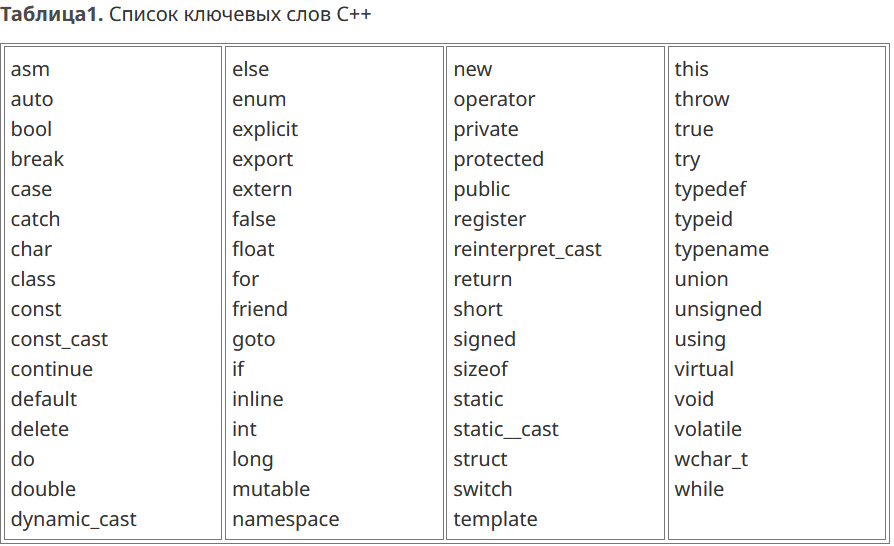 Таблица1. Список ключевых слов C++
asm
auto
bool
break
case
catch
char
class
const
const_cast
continue
default
delete
do
double
dynamic_cast
else
enum
explicit
export
extern
false
float
for
friend
goto
if
inline
int
long
mutable
namespace
new
operator
private
protected
public
register
reinterpret_cast
return
short
signed
sizeof
static
static__cast
struct
switch
template
this
throw
true
try
typedef
typeid
typename
union
unsigned
using
virtual
void
volatile
wchar_t
while